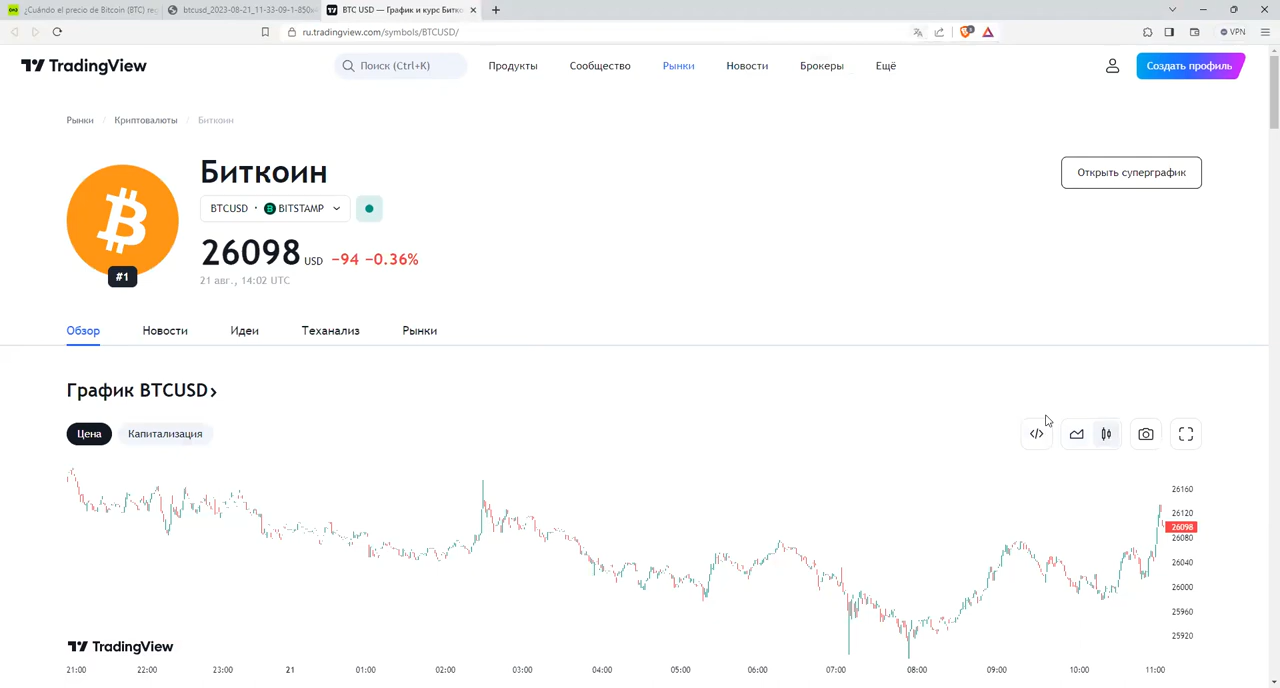 ¿Cuándo el precio de Bitcoin (BTC) reg
btcusd_2023-08-21_11-33-09-1-850x
BTC USD — График и курс Битко
ru.tradingview.com/symbols/BTCUSD/
VPN
TradingView
Поиск (Ctrl+K)
Продукты
Сообщество
Рынки
Новости
Брокеры
Ещё
Создать профиль
Рынки / Криптовалюты / Биткоин
Биткоин
Открыть суперграфик
BTCUSD · BITSTAMP
26098 USD −94 −0.36%
#1
21 авг., 14:02 UTC
Обзор
Новости
Идеи
Теханализ
Рынки
График BTCUSD›
Цена
Капитализация
26160
26120
26098
26080
26040
26000
25960
25920
TradingView
21:00 22:00 23:00 21 01:00 02:00 03:00 04:00 05:00 06:00 07:00 08:00 09:00 10:00 11:00